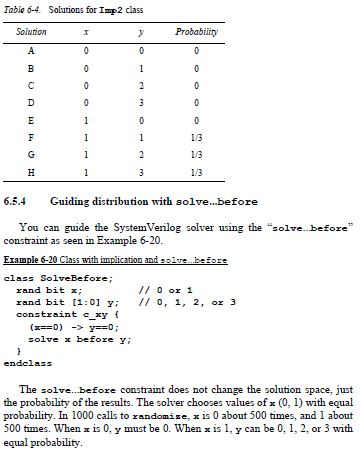 Table 6-4. Solutions for Imp2 class
Solution x y Probability
A 0 0 0
B 0 1 0
C 0 2 0
D 0 3 0
E 1 0 0
F 1 1 1/3
G 1 2 1/3
H 1 3 1/3
6.5.4 Guiding distribution with solve...before
You can guide the SystemVerilog solver using the “solve...before”
constraint as seen in Example 6-20.
Example 6-20 Class with implication and solve...before
class SolveBefore;
rand bit x; // 0 or 1
rand bit [1:0] y; // 0, 1, 2, or 3
constraint c_xy {
(x==0) -> y==0;
solve x before y;
}
endclass
The solve...before constraint does not change the solution space, just
the probability of the results. The solver chooses values of x (0, 1) with equal
probability. In 1000 calls to randomize, x is 0 about 500 times, and 1 about
500 times. When x is 0, y must be 0. When x is 1, y can be 0, 1, 2, or 3 with
equal probability.